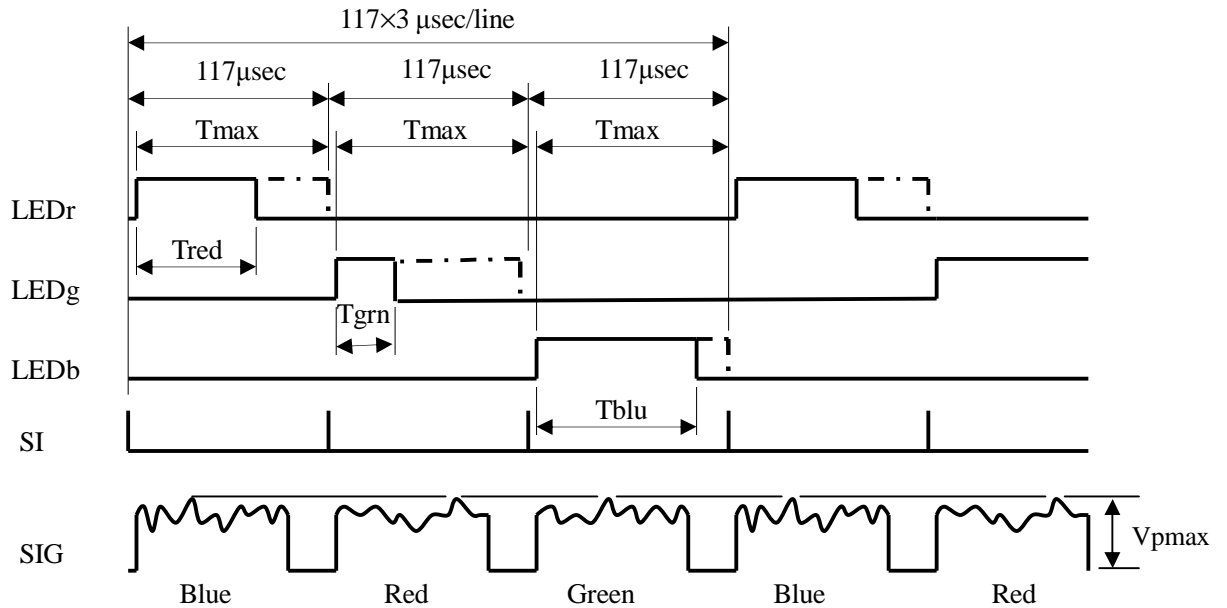 117×3 μsec/line
117μsec 117μsec 117μsec
Tmax Tmax Tmax
LEDr
Tred
LEDg
Tgrn
LEDb
Tblu
SI
SIG
Vpmax
Blue Red Green Blue Red